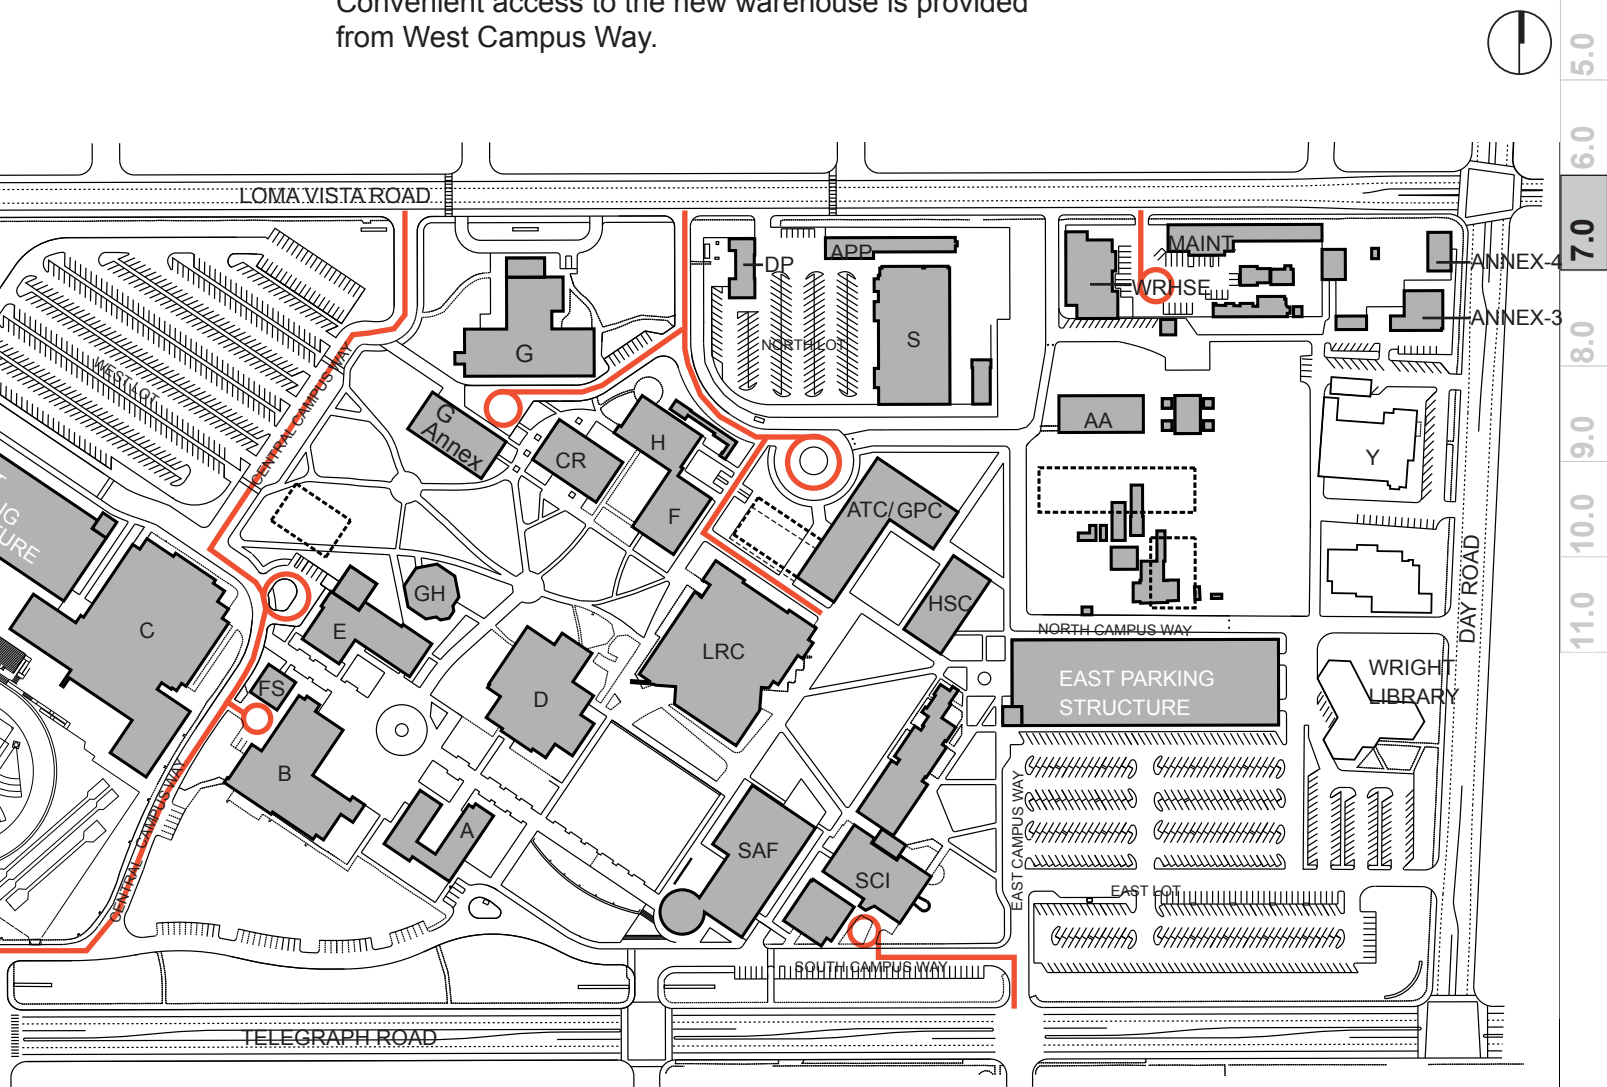 Convenient access to the new warehouse is provided
from West Campus Way.
5.0
6.0
7.0
8.0
9.0
10.0
11.0
LOMA VISTA ROAD
DP
APP
MAINT
WRHSE
ANNEX-4
ANNEX-3
G
NORTH LOT
S
WEST LOT
CENTRAL CAMPUS WAY
G
Annex
CR
H
F
AA
Y
ATC/GPC
DAY ROAD
C
GH
E
HSC
NORTH CAMPUS WAY
LRC
D
FS
EAST PARKING
STRUCTURE
WRIGHT
LIBRARY
B
A
SAF
SCI
EAST CAMPUS WAY
CENTRAL CAMPUS WAY
EAST LOT
SOUTH CAMPUS WAY
TELEGRAPH ROAD